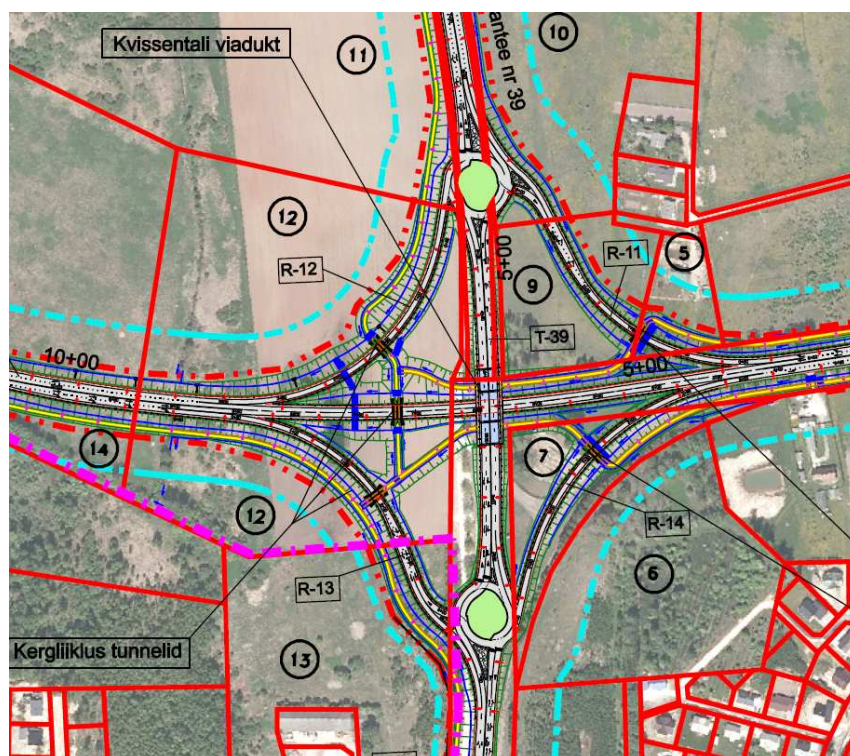 Kvissentali viadukt
11
10
antee nr 39
12
5
R-11
R-12
9
5+00
T-39
10+00
5+00
14
12
7
R-14
6
R-13
Kergliiklus tunnelid
13